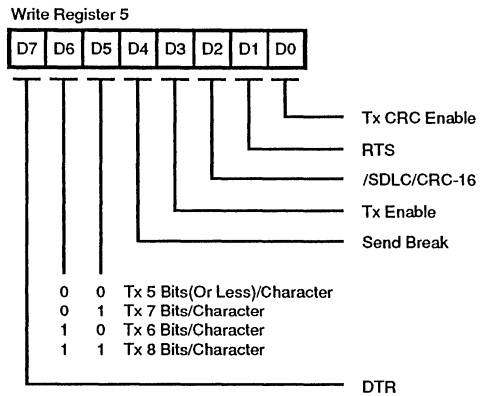 Write Register 5
D7 D6 D5 D4 D3 D2 D1 D0
Tx CRC Enable
RTS
/SDLC/CRC-16
Tx Enable
Send Break
0 0 Tx 5 Bits(Or Less)/Character
0 1 Tx 7 Bits/Character
1 0 Tx 6 Bits/Character
1 1 Tx 8 Bits/Character
DTR